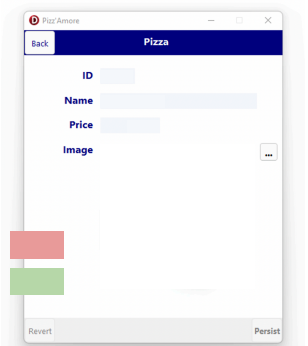 Pizz'Amore
Back
Pizza
ID
Name
Price
Image
...
Revert
Persist